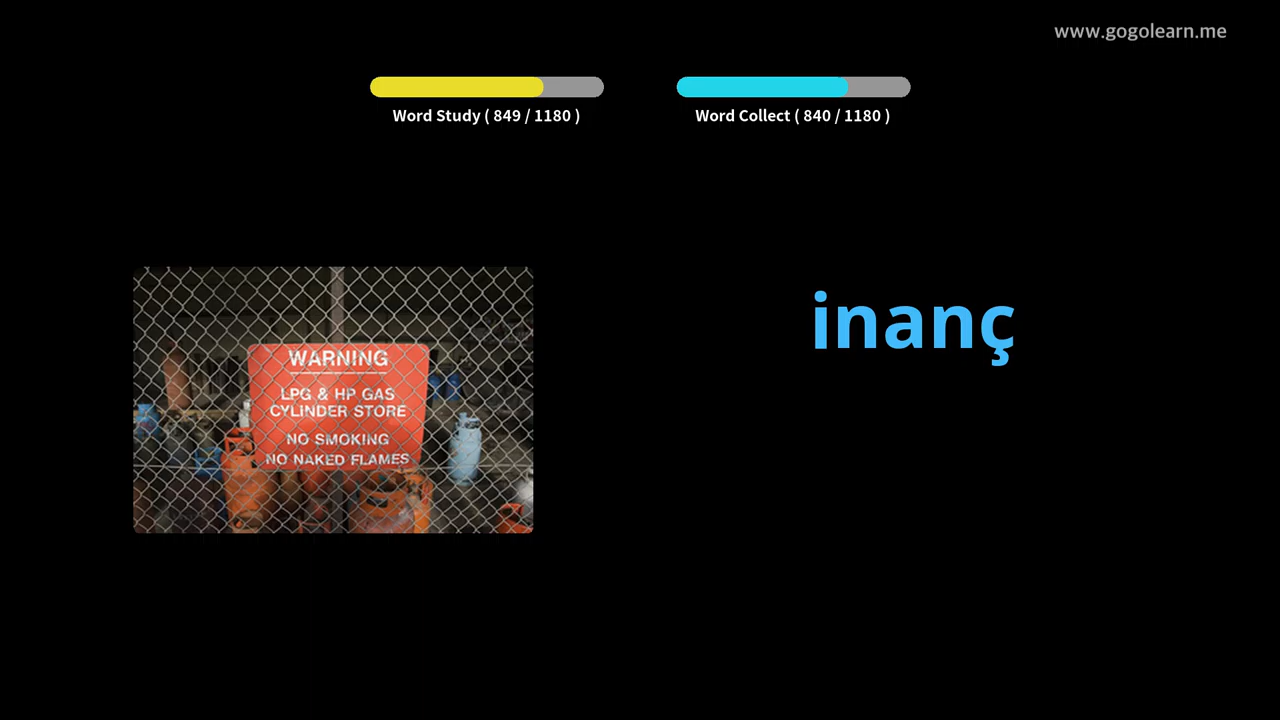 www.gogolearn.me
Word Study ( 849 / 1180 )
Word Collect ( 840 / 1180 )
WARNING
LPG & HP GAS
CYLINDER STORE
NO SMOKING
NO NAKED FLAMES
inanç